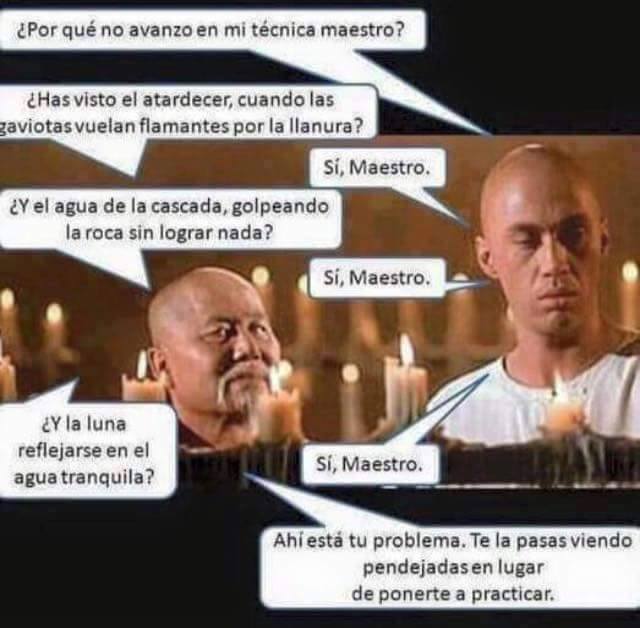 ¿Por qué no avanzo en mi técnica maestro?
¿Has visto el atardecer, cuando las
gaviotas vuelan flamantes por la llanura?
Sí, Maestro.
¿Y el agua de la cascada, golpeando
la roca sin lograr nada?
Sí, Maestro.
¿Y la luna
reflejarse en el
agua tranquila?
Sí, Maestro.
Ahí está tu problema. Te la pasas viendo
pendejadas en lugar
de ponerte a practicar.